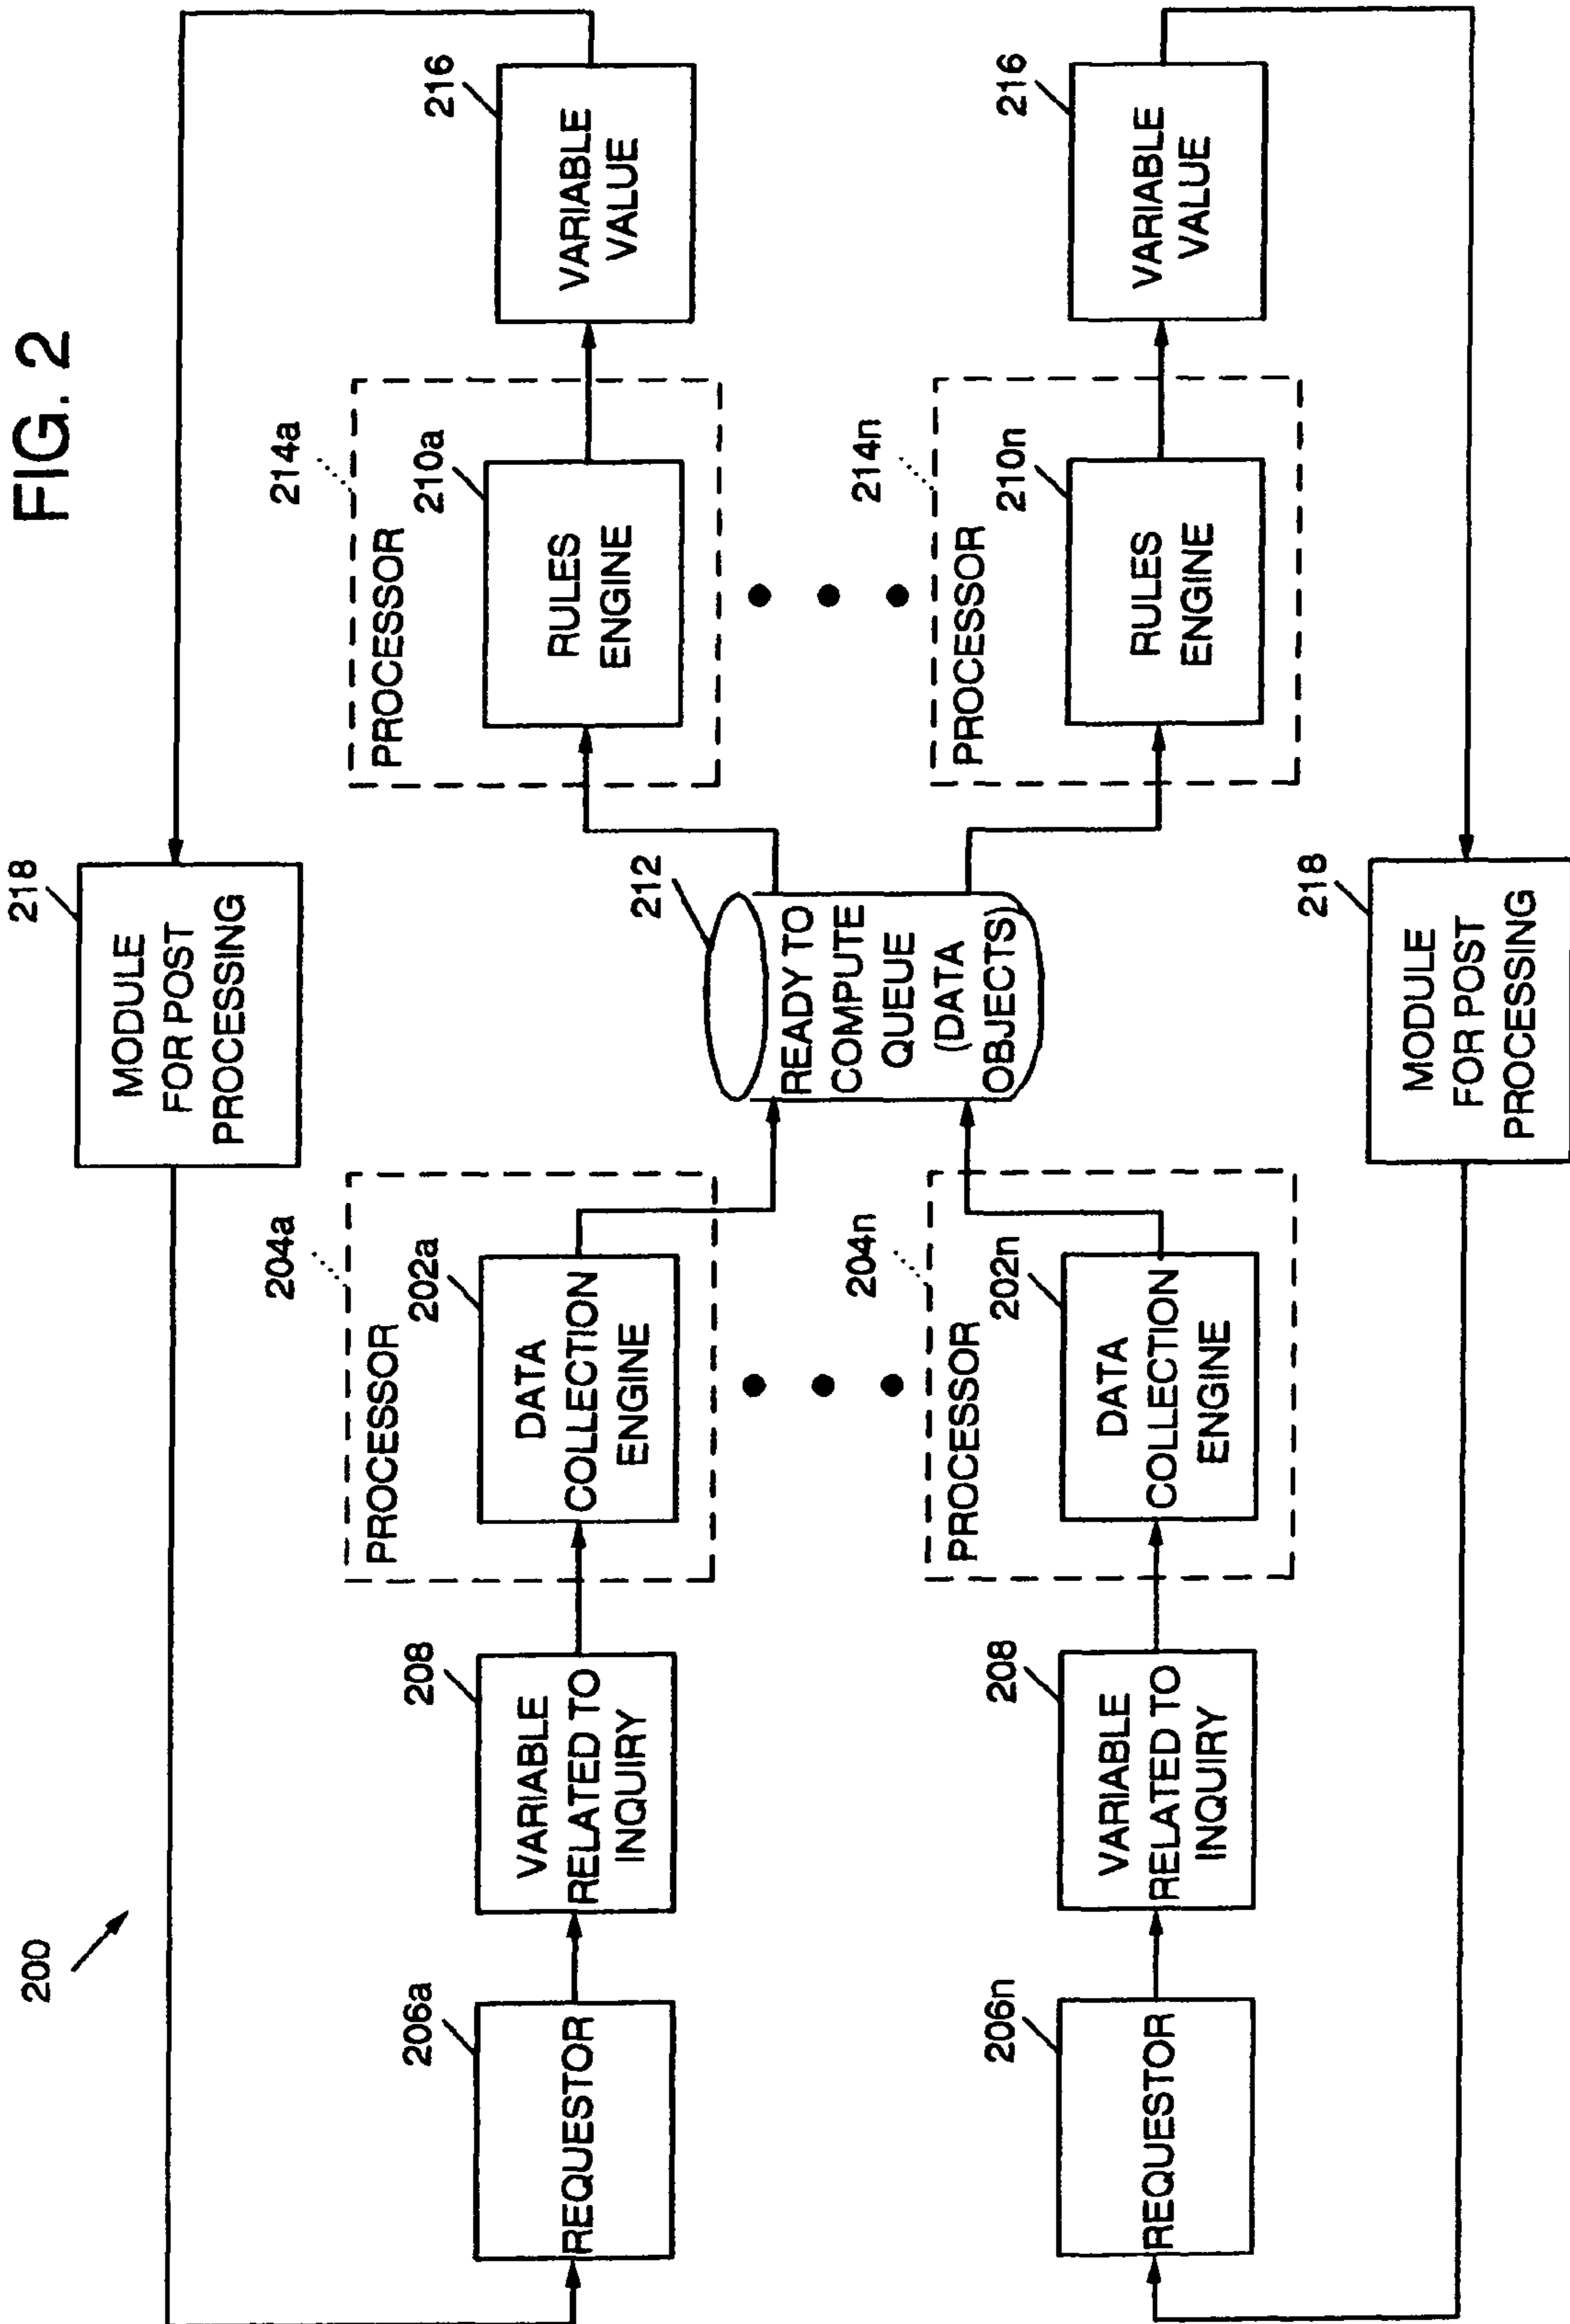 FIG. 2
200
218
MODULE
FOR POST
PROCESSING
204a
PROCESSOR
214a
PROCESSOR
206a
REQUESTOR
208
VARIABLE
RELATED TO
INQUIRY
202a
DATA
COLLECTION
ENGINE
210a
RULES
ENGINE
216
VARIABLE
VALUE
212
READY TO
COMPUTE
QUEUE
(DATA
OBJECTS)
204n
PROCESSOR
214n
PROCESSOR
206n
REQUESTOR
208
VARIABLE
RELATED TO
INQUIRY
202n
DATA
COLLECTION
ENGINE
210n
RULES
ENGINE
216
VARIABLE
VALUE
218
MODULE
FOR POST
PROCESSING